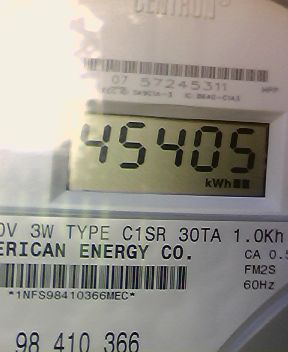 CENTRON
07 57245311
45405
kWh
0V 3W TYPE C1SR 30TA 1.0Kh
ERICAN ENERGY CO.
CA 0.5
FM2S
*1NFS98410366MEC*
60Hz
98 410 366